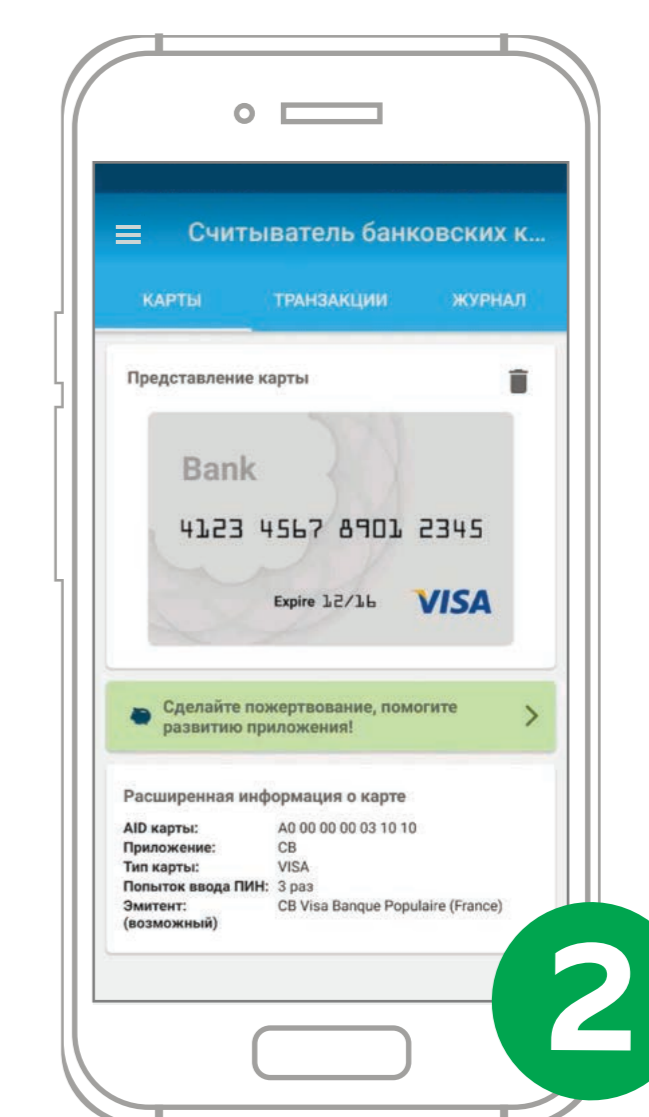 Считыватель банковских к...
КАРТЫ ТРАНЗАКЦИИ ЖУРНАЛ
Представление карты
Bank
4123 4567 8901 2345
Expire 12/16 VISA
Сделайте пожертвование, помогите
развитию приложения!
Расширенная информация о карте
AID карты: A0 00 00 00 03 10 10
Приложение: CB
Тип карты: VISA
Попыток ввода ПИН: 3 раз
Эмитент: CB Visa Banque Populaire (France)
(возможный)
2